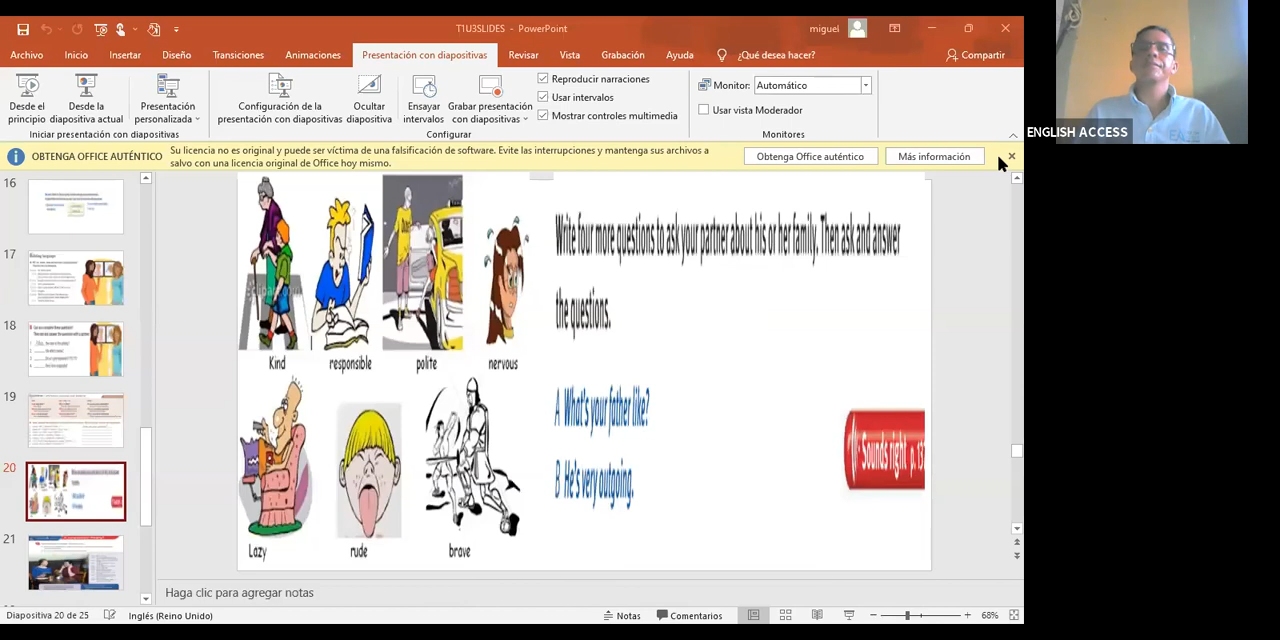 T1U3SLIDES - PowerPoint
miguel
Archivo Inicio Insertar Diseño Transiciones Animaciones Presentación con diapositivas Revisar Vista Grabación Ayuda ¿Qué desea hacer? Compartir
Desde el principio
Desde la diapositiva actual
Presentación personalizada
Iniciar presentación con diapositivas
Configuración de la presentación con diapositivas
Ocultar diapositiva
Ensayar intervalos
Grabar presentación con diapositivas
Reproducir narraciones
Usar intervalos
Mostrar controles multimedia
Configurar
Monitor: Automático
Usar vista Moderador
Monitores
ENGLISH ACCESS
OBTENGA OFFICE AUTÉNTICO
Su licencia no es original y puede ser víctima de una falsificación de software. Evite las interrupciones y mantenga sus archivos a
salvo con una licencia original de Office hoy mismo.
Obtenga Office auténtico
Más información
16
17
18
19
20
21
Kind responsible polite nervous
Lazy rude brave
Write four more questions to ask your partner about his or her family. Then ask and answer
the questions.
A What's your father like?
B He's very outgoing.
Sounds right
Haga clic para agregar notas
Diapositiva 20 de 25 Inglés (Reino Unido) Notas Comentarios 68%